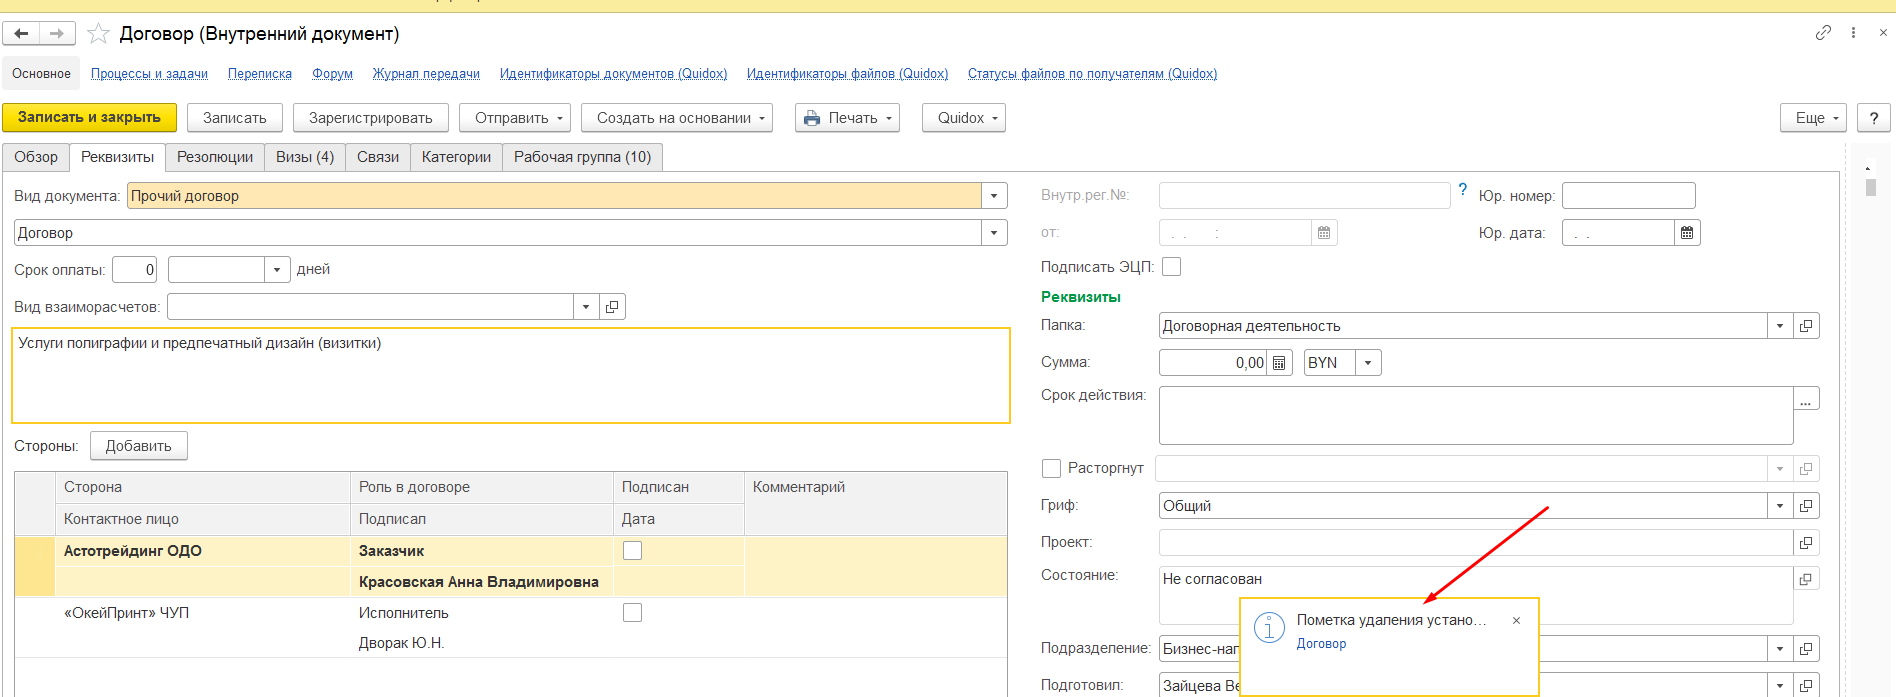 Договор (Внутренний документ)
Основное Процессы и задачи Переписка Форум Журнал передачи Идентификаторы документов (Quidox) Идентификаторы файлов (Quidox) Статусы файлов по получателям (Quidox)
Записать и закрыть Записать Зарегистрировать Отправить Создать на основании Печать Quidox Еще ?
Обзор Реквизиты Резолюции Визы (4) Связи Категории Рабочая группа (10)
Вид документа: Прочий договор
Договор
Срок оплаты: 0 дней
Вид взаиморасчетов:
Услуги полиграфии и предпечатный дизайн (визитки)
Стороны: Добавить
Сторона Роль в договоре Подписан Комментарий
Контактное лицо Подписал Дата
Астотрейдинг ОДО Заказчик
Красовская Анна Владимировна
«ОкейПринт» ЧУП Исполнитель
Дворак Ю.Н.
Внутр.рег.№: ? Юр. номер:
от: . . : Юр. дата: . .
Подписать ЭЦП:
Реквизиты
Папка: Договорная деятельность
Сумма: 0,00 BYN
Срок действия: ...
Расторгнут
Гриф: Общий
Проект:
Состояние: Не согласован
Пометка удаления устано...
Договор
Подразделение: Бизнес-нап
Подготовил: Зайцева Ве